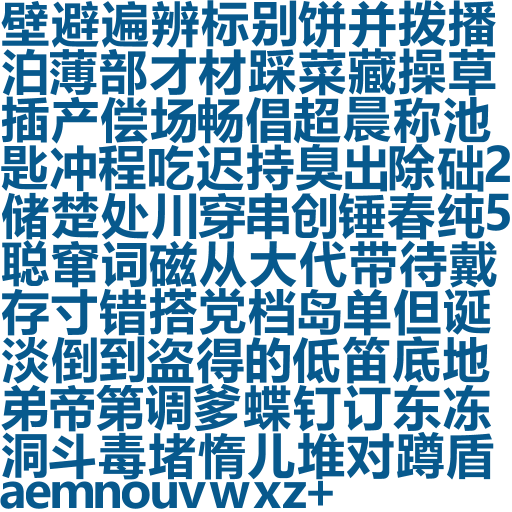 壁避遍辨标别饼并拨播
泊薄部才材踩菜藏操草
插产偿场畅倡超晨称池
匙冲程吃迟持臭出除础2
储楚处川穿串创锤春纯5
聪窜词磁从大代带待戴
存寸错搭党档岛单但诞
淡倒到盗得的低笛底地
弟帝第调爹蝶钉订东冻
洞斗毒堵惰儿堆对蹲盾
aemnouvwxz+